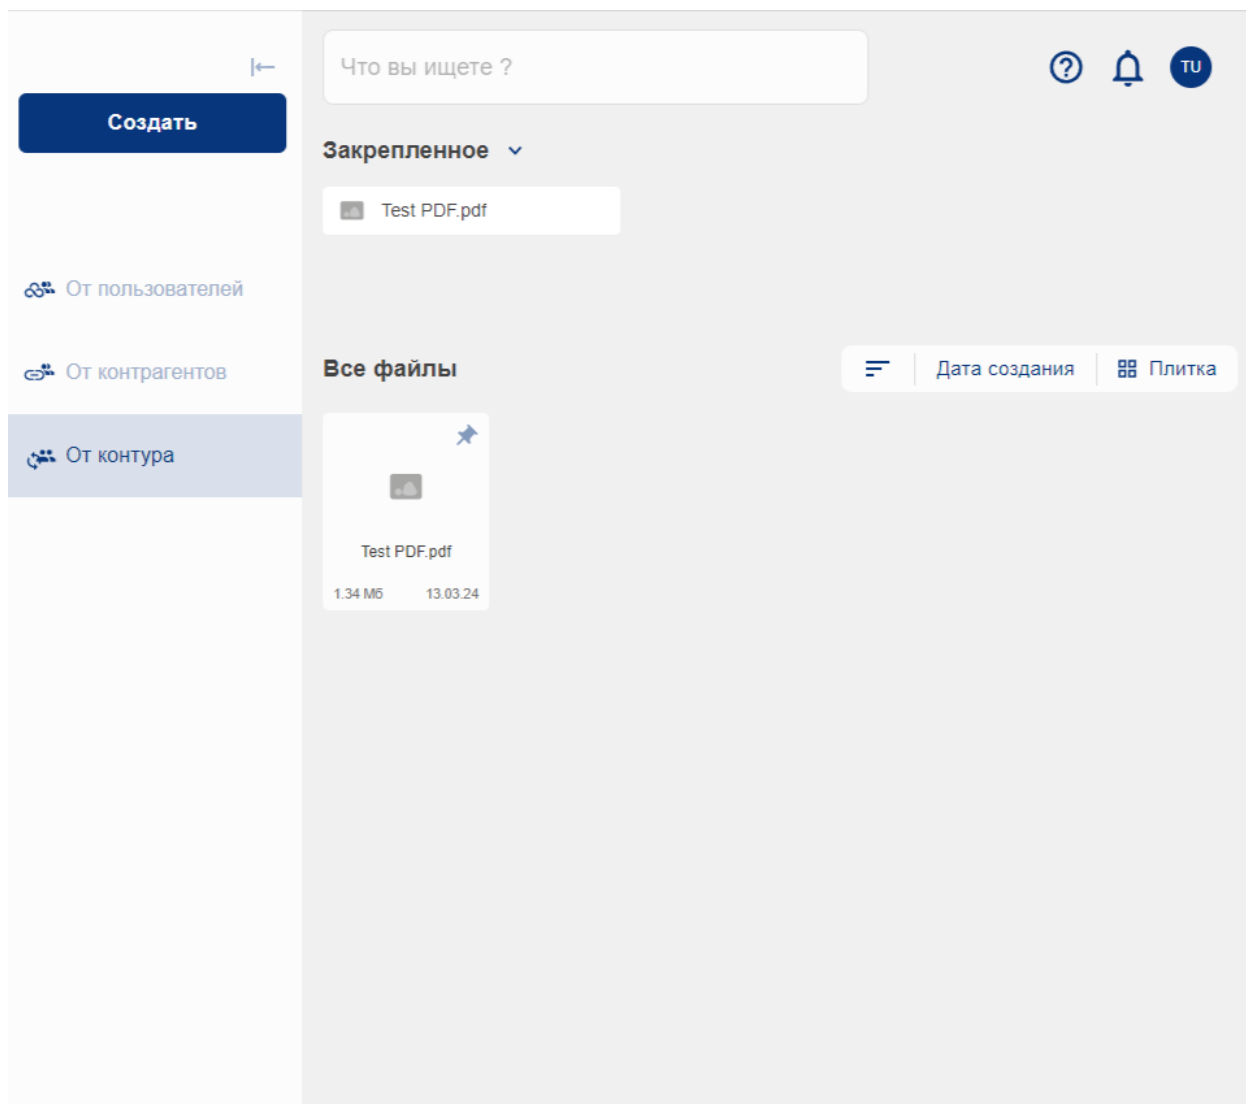 Что вы ищете ?
TU
Создать
Закрепленное
Test PDF.pdf
От пользователей
От контрагентов
От контура
Все файлы
Дата создания
Плитка
Test PDF.pdf
1.34 Мб 13.03.24